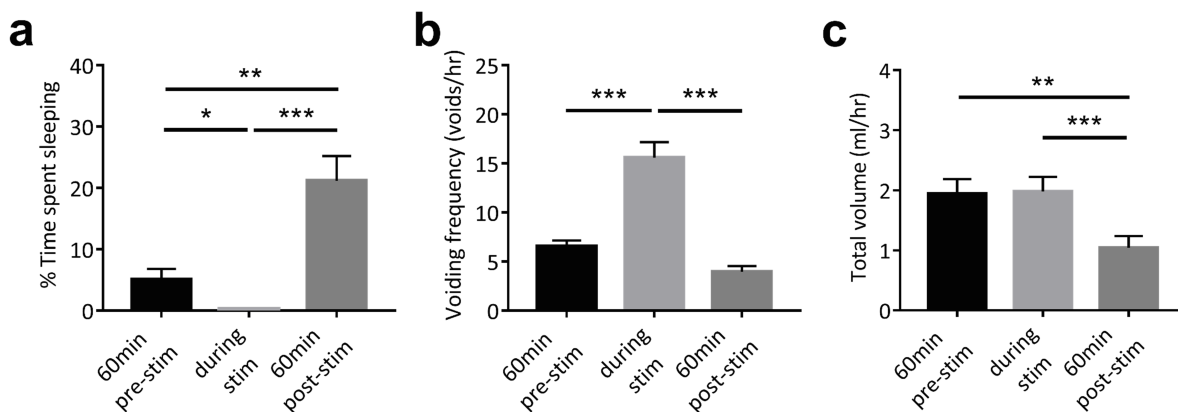 a
% Time spent sleeping
40
30
20
10
0
**
*
***
60min
pre-stim
during
stim
60min
post-stim
b
Voiding frequency (voids/hr)
25
20
15
10
5
0
***
***
60min
pre-stim
during
stim
60min
post-stim
c
Total volume (ml/hr)
4
3
2
1
0
**
***
60min
pre-stim
during
stim
60min
post-stim